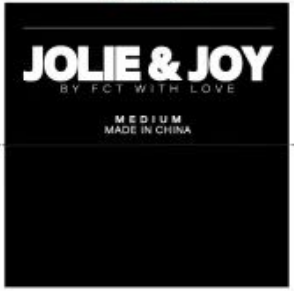 JOLIE & JOY
BY FCT WITH LOVE
MEDIUM
MADE IN CHINA